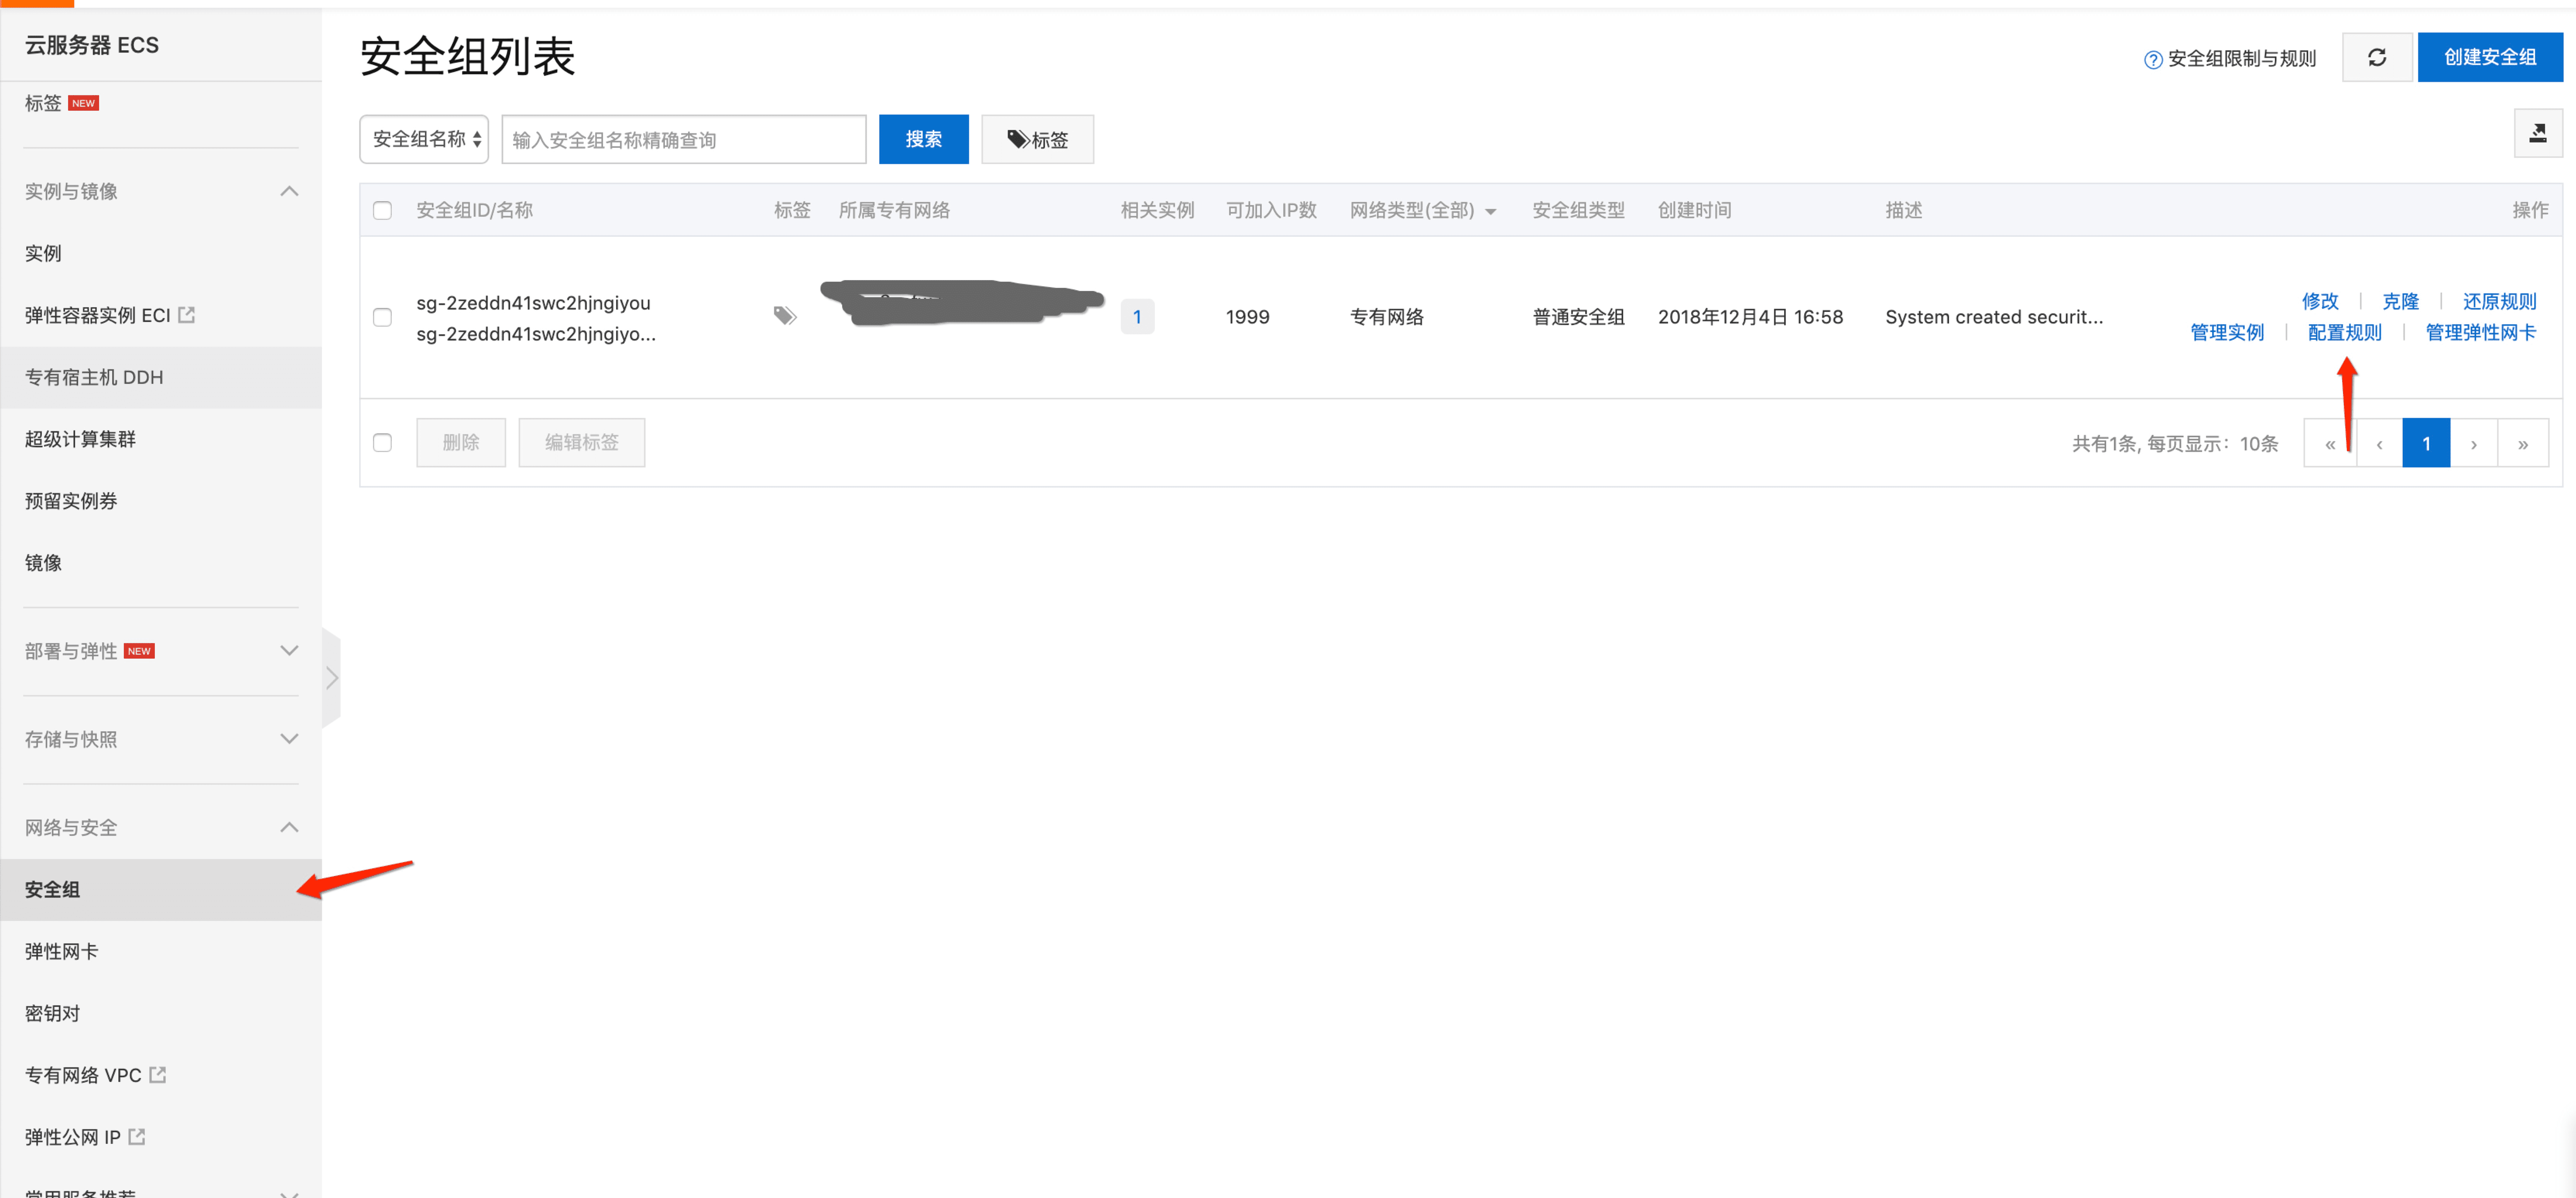 云服务器 ECS
标签 NEW
实例与镜像
实例
弹性容器实例 ECI
专有宿主机 DDH
超级计算集群
预留实例券
镜像
部署与弹性 NEW
存储与快照
网络与安全
安全组
弹性网卡
密钥对
专有网络 VPC
弹性公网 IP
常用服务推荐
安全组列表
安全组限制与规则
创建安全组
安全组名称 输入安全组名称精确查询 搜索 标签
安全组ID/名称 标签 所属专有网络 相关实例 可加入IP数 网络类型(全部) 安全组类型 创建时间 描述 操作
sg-2zeddn41swc2hjngiyou
sg-2zeddn41swc2hjngiyo...
1 1999 专有网络 普通安全组 2018年12月4日 16:58 System created securit...
修改 | 克隆 | 还原规则
管理实例 | 配置规则 | 管理弹性网卡
删除 编辑标签 共有1条, 每页显示：10条 « ‹ 1 › »